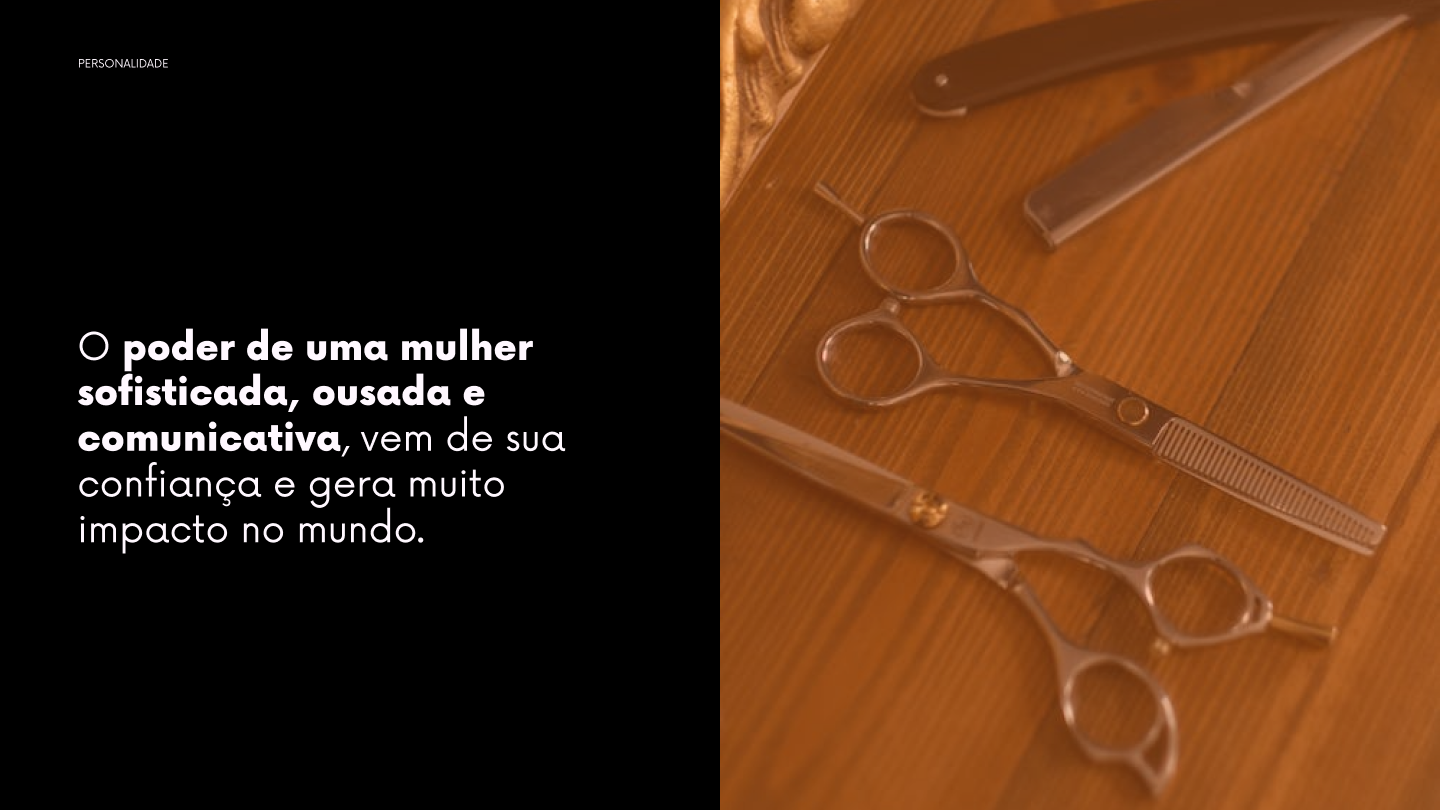 PERSONALIDADE
O poder de uma mulher
sofisticada, ousada e
comunicativa, vem de sua
confiança e gera muito
impacto no mundo.